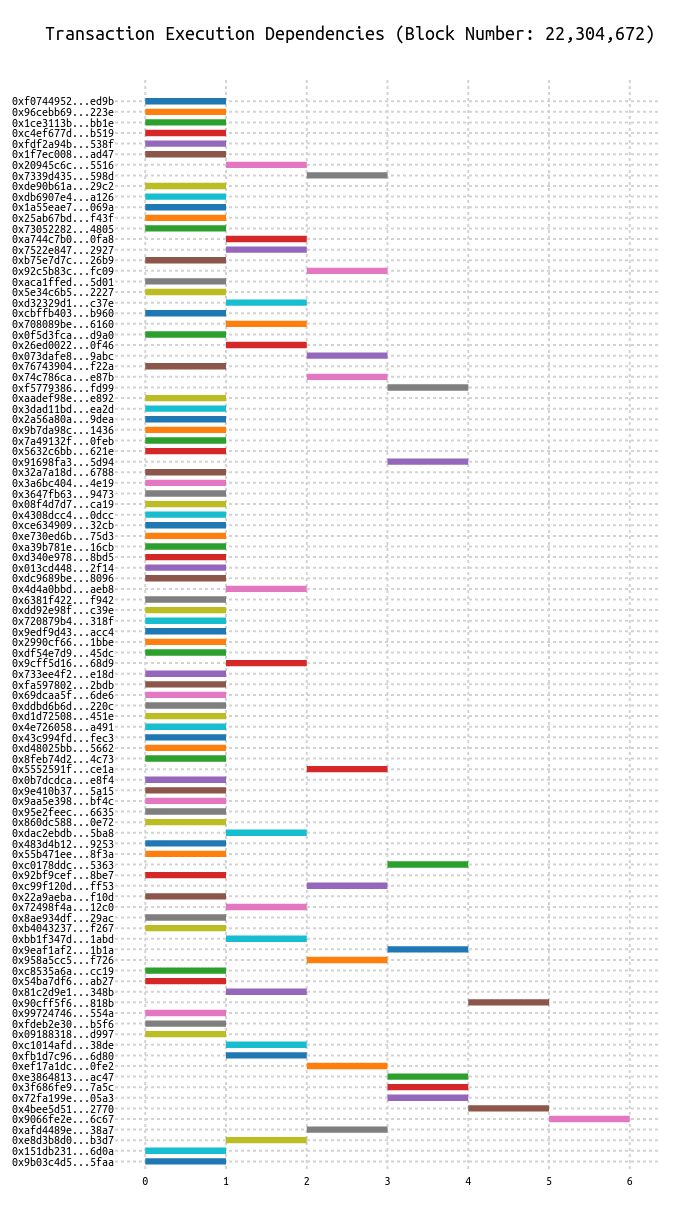 Transaction Execution Dependencies (Block Number: 22,304,672)
0xf0744952...ed9b
0x96cebb69...223e
0x1ce3113b...bb1e
0xc4ef677d...b519
0xfdf2a94b...538f
0x1f7ec008...ad47
0x20945c6c...5516
0x7339d435...598d
0xde90b61a...29c2
0xdb6907e4...a126
0x1a55eae7...069a
0x25ab67bd...f43f
0x73052282...4805
0xa744c7b0...0fa8
0x7522e847...2927
0xb75e7d7c...26b9
0x92c5b83c...fc09
0xaca1ffed...5d01
0x5e34c6b5...2227
0xd32329d1...c37e
0xcbffb403...b960
0x708089be...6160
0x0f5d3fca...d9a0
0x26ed0022...0f46
0x073dafe8...9abc
0x76743904...f22a
0x74c786ca...e87b
0xf5779386...fd99
0xaadef98e...e892
0x3dad11bd...ea2d
0x2a56a80a...9dea
0x9b7da98c...1436
0x7a49132f...0feb
0x5632c6bb...621e
0x91698fa3...5d94
0x32a7a18d...6788
0x3a6bc404...4e19
0x3647fb63...9473
0x08f4d7d7...ca19
0x4308dcc4...0dcc
0xce634909...32cb
0xe730ed6b...75d3
0xa39b781e...16cb
0xd340e978...8bd5
0x013cd448...2f14
0xdc9689be...8096
0x4d4a0bbd...aeb8
0x6381f422...f942
0xdd92e98f...c39e
0x720879b4...318f
0x9edf9d43...acc4
0x2990cf66...1bbe
0xdf54e7d9...45dc
0x9cff5d16...68d9
0x733ee4f2...e18d
0xfa597802...2bdb
0x69dcaa5f...6de6
0xddbd6b6d...220c
0xd1d72508...451e
0x4e726058...a491
0x43c994fd...fec3
0xd48025bb...5662
0x8feb74d2...4c73
0x5552591f...ce1a
0x0b7dcdca...e8f4
0x9e410b37...5a15
0x9aa5e398...bf4c
0x95e2feec...6635
0x860dc588...0e72
0xdac2ebdb...5ba8
0x483d4b12...9253
0x55b471ee...8f3a
0xc0178ddc...5363
0x92bf9cef...8be7
0xc99f120d...ff53
0x22a9aeba...f10d
0x72498f4a...12c0
0x8ae934df...29ac
0xb4043237...f267
0xbb1f347d...1abd
0x9eaf1af2...1b1a
0x958a5cc5...f726
0xc8535a6a...cc19
0x54ba7df6...ab27
0x81c2d9e1...348b
0x90cff5f6...818b
0x99724746...554a
0xfdeb2e30...b5f6
0x09188318...d997
0xc1014afd...38de
0xfb1d7c96...6d80
0xef17a1dc...0fe2
0xe3864813...ac47
0x3f686fe9...7a5c
0x72fa199e...05a3
0x4bee5d51...2770
0x9066fe2e...6c67
0xafd4489e...38a7
0xe8d3b8d0...b3d7
0x151db231...6d0a
0x9b03c4d5...5faa
0 1 2 3 4 5 6